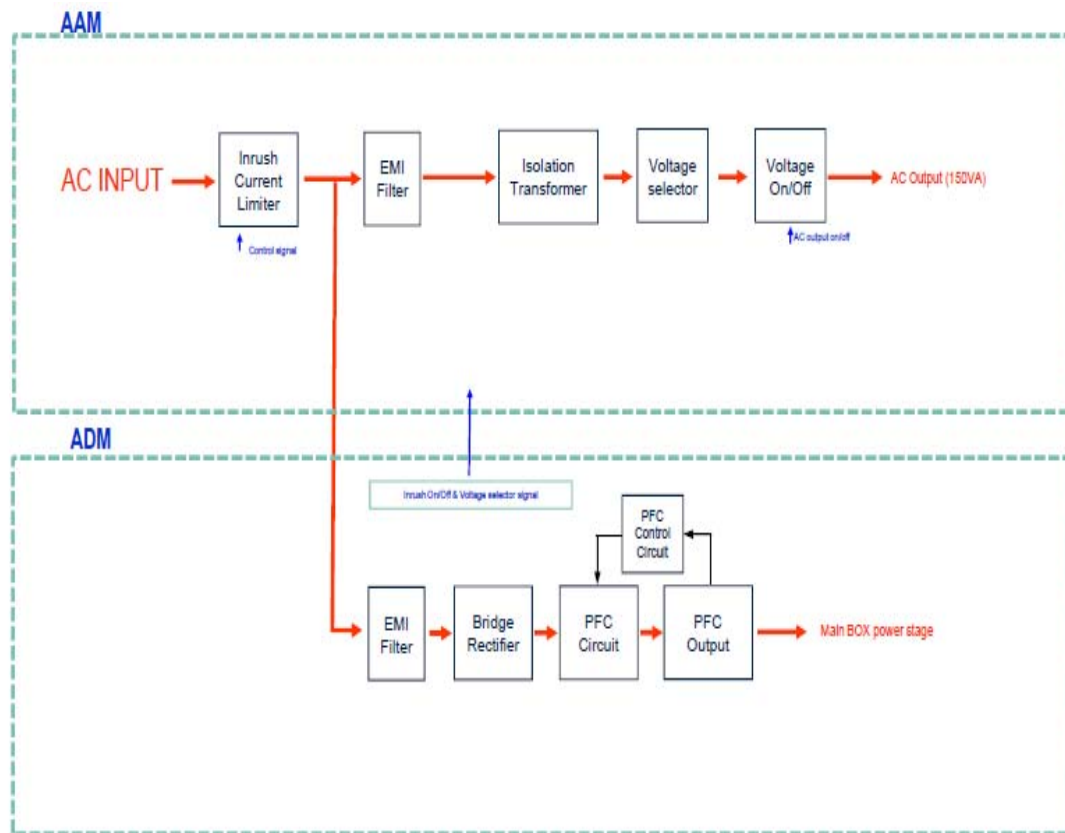 AAM
AC INPUT
Inrush
Current
Limiter
EMI
Filter
Isolation
Transformer
Voltage
selector
Voltage
On/Off
AC Output (150VA)
Control signal
AC output on/off
ADM
Inrush On/Off & Voltage selector signal
PFC
Control
Circuit
EMI
Filter
Bridge
Rectifier
PFC
Circuit
PFC
Output
Main BOX power stage